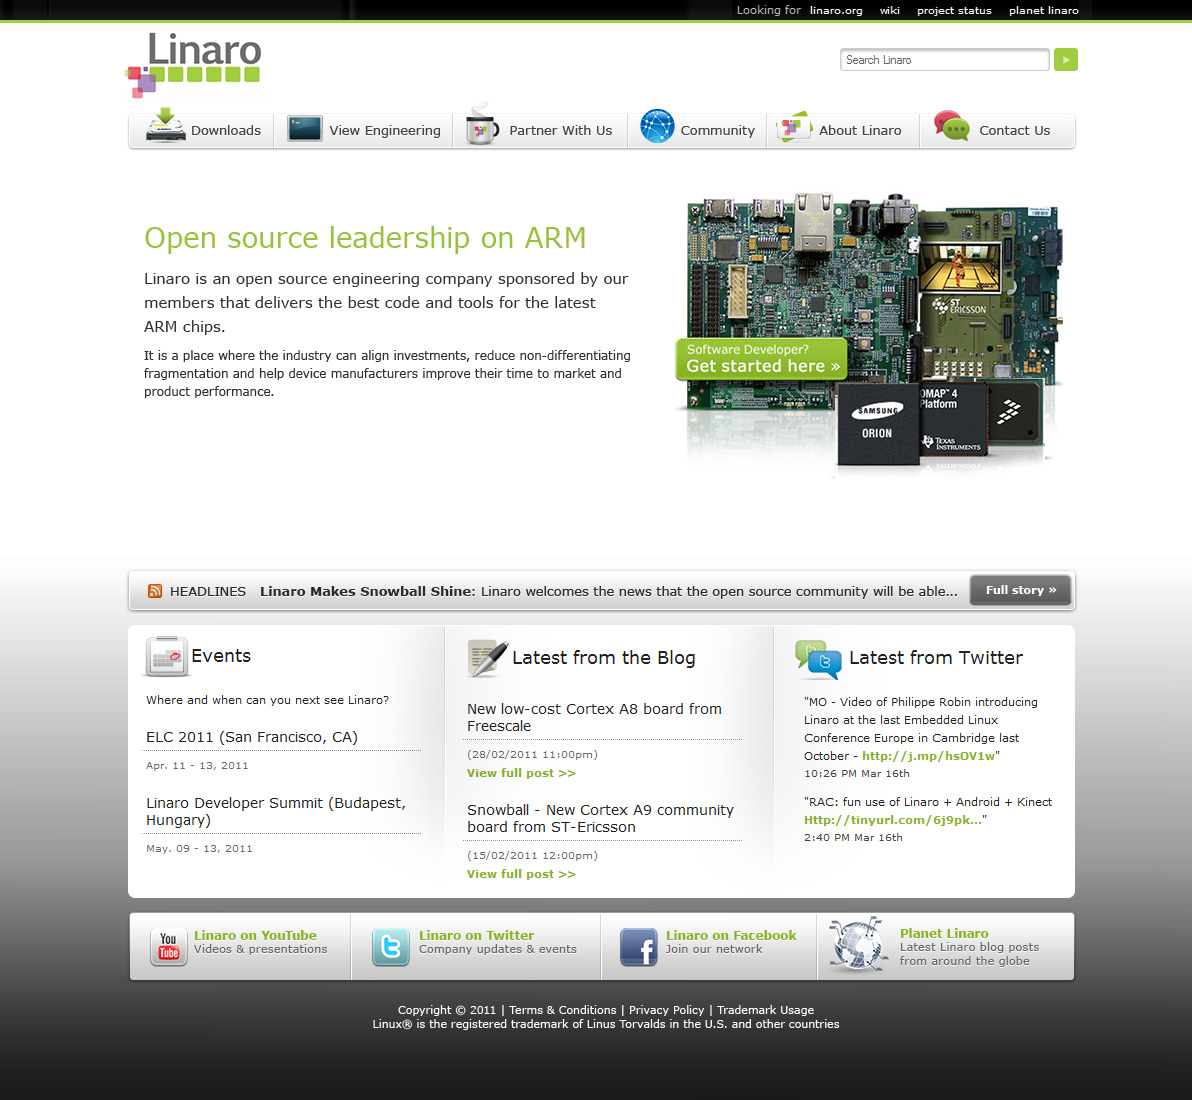 Looking for linaro.org wiki project status planet linaro
Linaro
Search Linaro
Downloads View Engineering Partner With Us Community About Linaro Contact Us
Open source leadership on ARM
Linaro is an open source engineering company sponsored by our
members that delivers the best code and tools for the latest
ARM chips.
It is a place where the industry can align investments, reduce non-differentiating
fragmentation and help device manufacturers improve their time to market and
product performance.
ST
ERICSSON
Software Developer?
Get started here »
SAMSUNG
ORION
OMAP™ 4
Platform
TEXAS
INSTRUMENTS
HEADLINES Linaro Makes Snowball Shine: Linaro welcomes the news that the open source community will be able... Full story »
Events
Where and when can you next see Linaro?
ELC 2011 (San Francisco, CA)
Apr. 11 - 13, 2011
Linaro Developer Summit (Budapest,
Hungary)
May. 09 - 13, 2011
Latest from the Blog
New low-cost Cortex A8 board from
Freescale
(28/02/2011 11:00pm)
View full post >>
Snowball - New Cortex A9 community
board from ST-Ericsson
(15/02/2011 12:00pm)
View full post >>
Latest from Twitter
"MO - Video of Philippe Robin introducing
Linaro at the last Embedded Linux
Conference Europe in Cambridge last
October - http://j.mp/hsOV1w"
10:26 PM Mar 16th
"RAC: fun use of Linaro + Android + Kinect
Http://tinyurl.com/6j9pk..."
2:40 PM Mar 16th
You
Tube
Linaro on YouTube
Videos & presentations
Linaro on Twitter
Company updates & events
Linaro on Facebook
Join our network
Planet Linaro
Latest Linaro blog posts
from around the globe
Copyright © 2011 | Terms & Conditions | Privacy Policy | Trademark Usage
Linux® is the registered trademark of Linus Torvalds in the U.S. and other countries